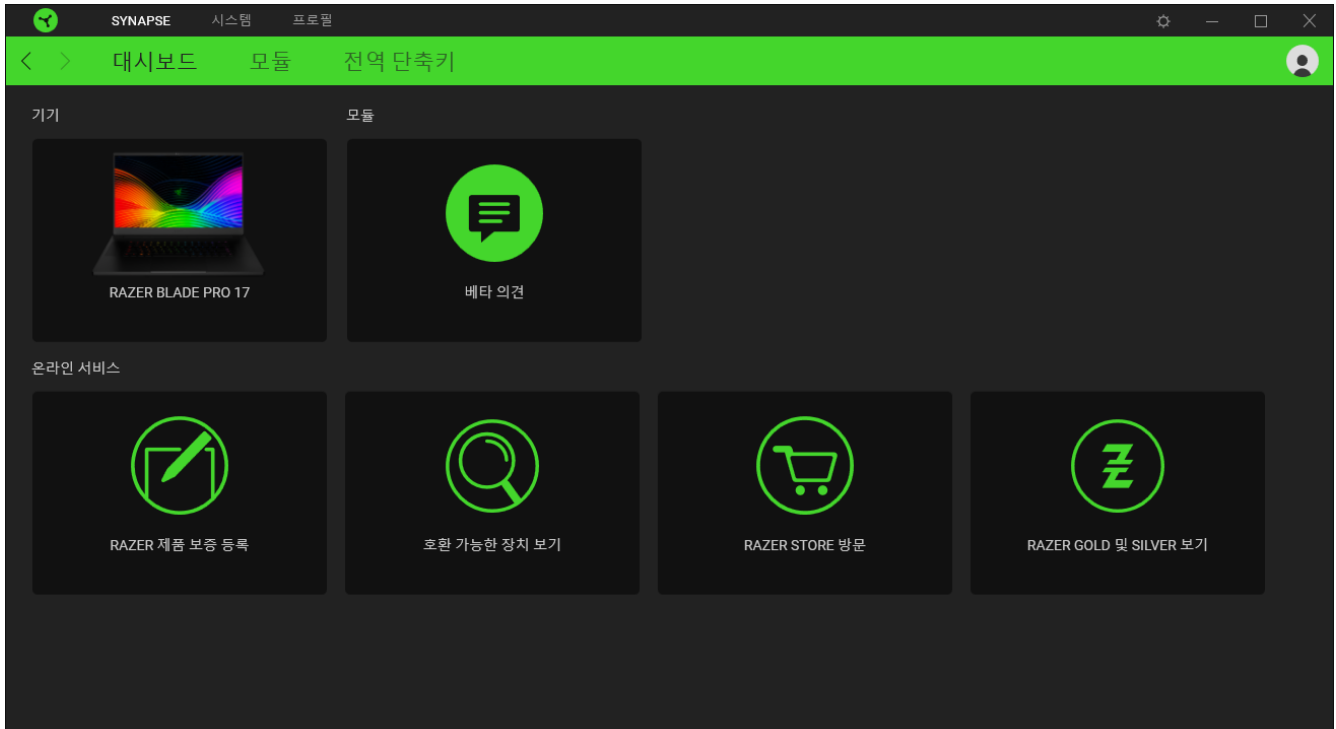 SYNAPSE 시스템 프로필
대시보드 모듈 전역 단축키
기기 모듈
RAZER BLADE PRO 17 베타 의견
온라인 서비스
RAZER 제품 보증 등록 호환 가능한 장치 보기 RAZER STORE 방문 RAZER GOLD 및 SILVER 보기